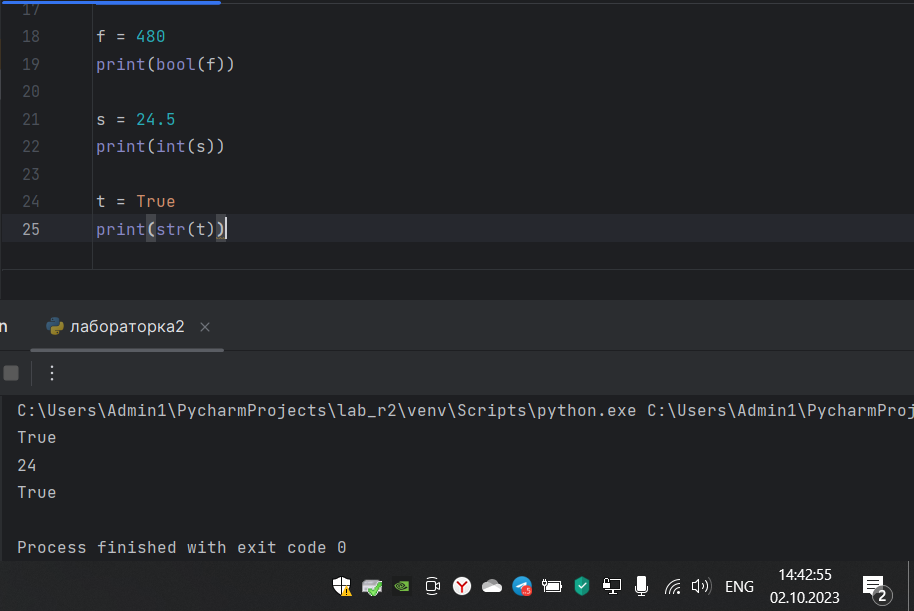 17
18 f = 480
19 print(bool(f))
20
21 s = 24.5
22 print(int(s))
23
24 t = True
25 print(str(t))
n лабораторка2
C:\Users\Admin1\PycharmProjects\lab_r2\venv\Scripts\python.exe C:\Users\Admin1\PycharmProj
True
24
True
Process finished with exit code 0
ENG
14:42:55
02.10.2023
2